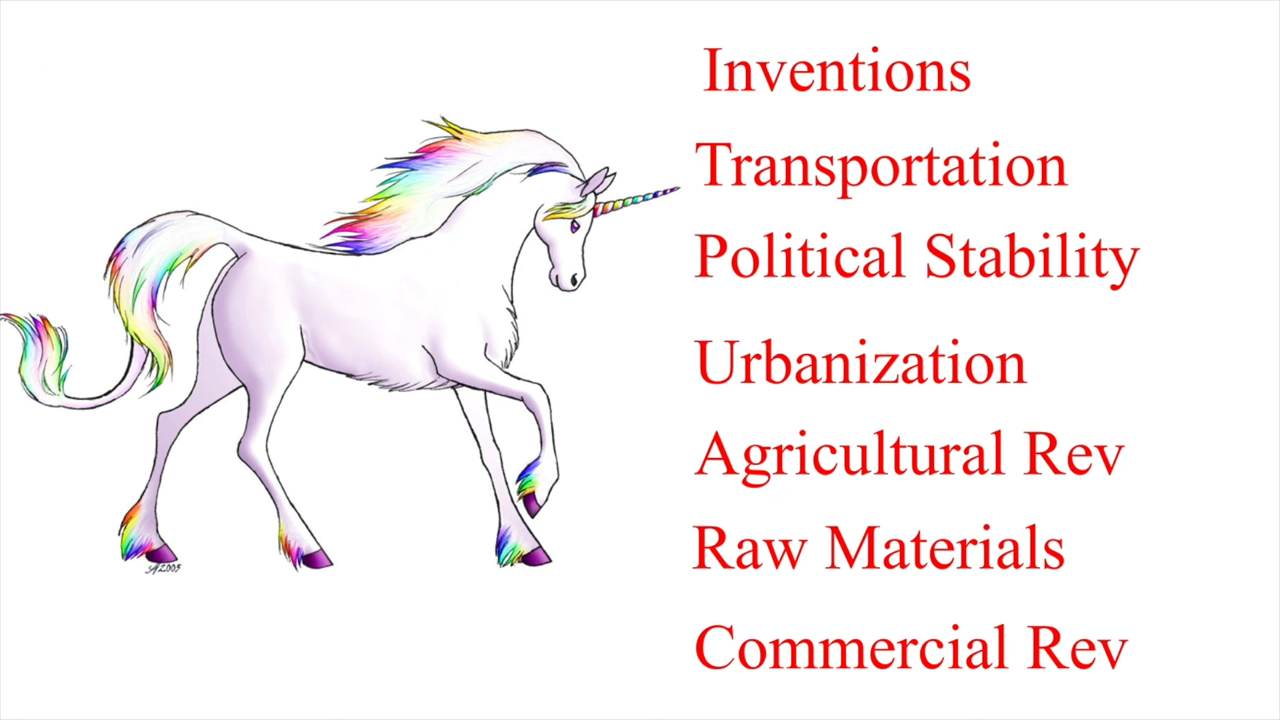 Inventions
Transportation
Political Stability
Urbanization
Agricultural Rev
Raw Materials
Commercial Rev